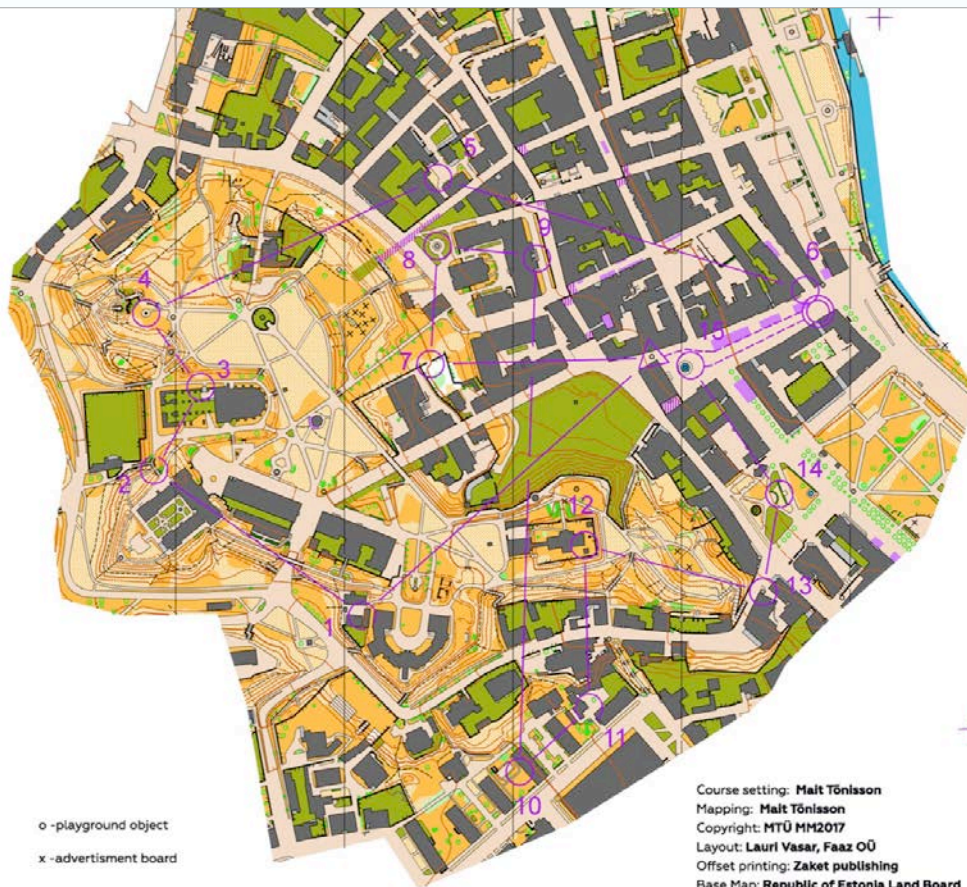 5
9
8
6
4
15
7
3
2
14
12
13
1
11
10
Course setting: Mait Tõnisson
Mapping: Mait Tõnisson
Copyright: MTÜ MM2017
Layout: Lauri Vasar, Faaz OÜ
Offset printing: Zaket publishing
Base Map: Republic of Estonia Land Board
o -playground object
x -advertisment board